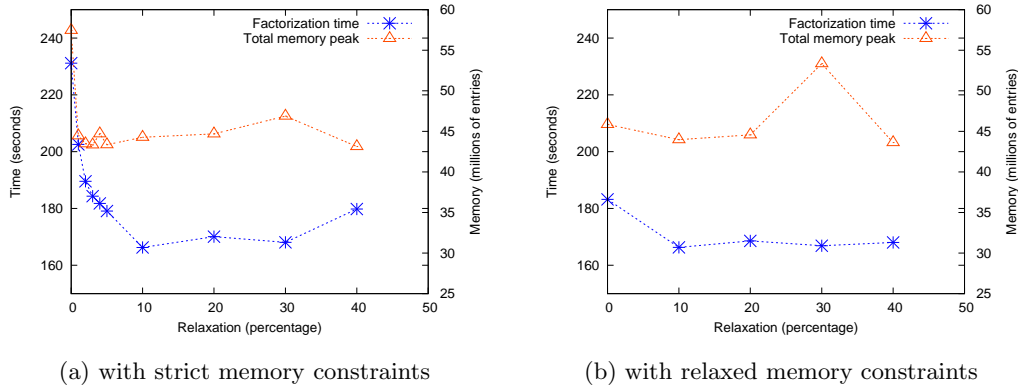 Factorization time
Total memory peak
240
220
200
180
160
60
55
50
45
40
35
30
25
0 10 20 30 40 50
Time (seconds)
Memory (millions of entries)
Relaxation (percentage)
(a) with strict memory constraints
Factorization time
Total memory peak
240
220
200
180
160
60
55
50
45
40
35
30
25
0 10 20 30 40 50
Time (seconds)
Memory (millions of entries)
Relaxation (percentage)
(b) with relaxed memory constraints